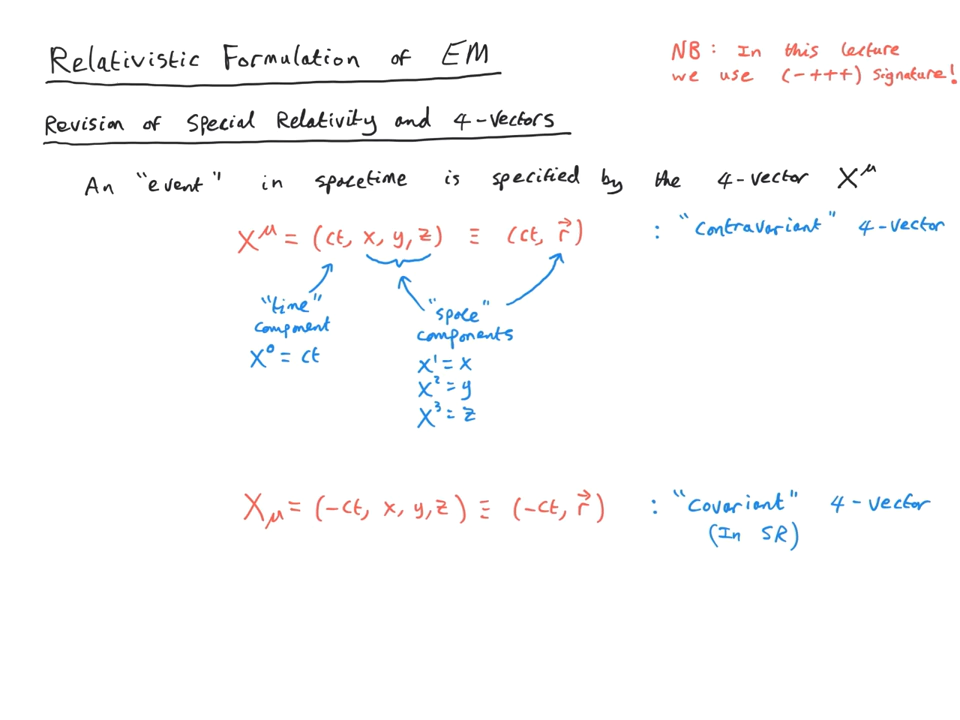 Relativistic Formulation of EM
NB: In this lecture
we use (-+++) signature!
Revision of Special Relativity and 4-vectors
An "event" in spacetime is specified by the 4-vector X^μ
X^μ = (ct, x, y, z) ≡ (ct, r⃗) : "contravariant" 4-vector
"time"
component
X⁰ = ct
"space"
components
X¹ = x
X² = y
X³ = z
X_μ = (-ct, x, y, z) ≡ (-ct, r⃗) : "covariant" 4-vector
(In SR)